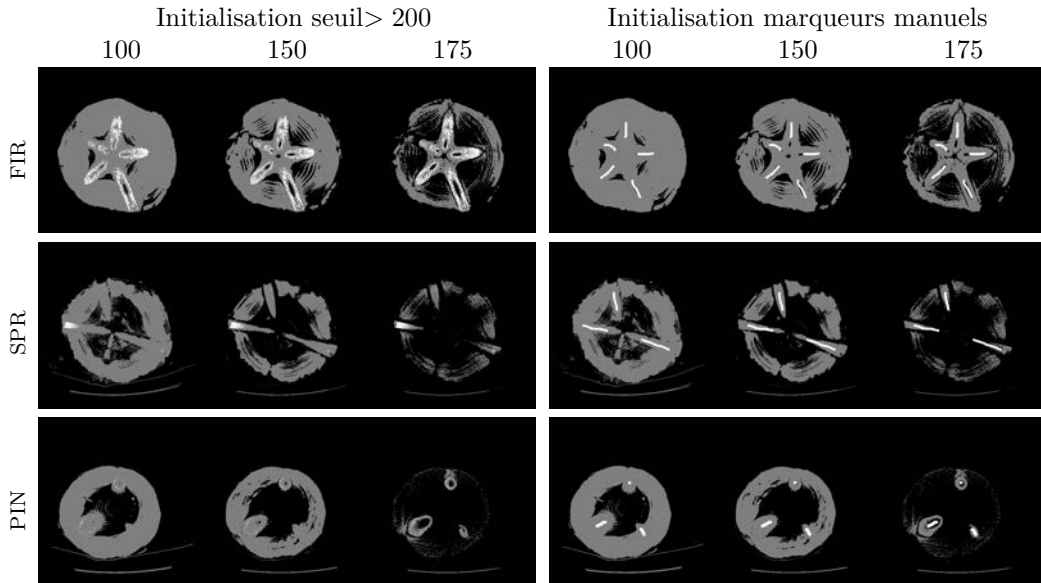 Initialisation seuil> 200
Initialisation marqueurs manuels
100 150 175
100 150 175
FIR
SPR
PIN